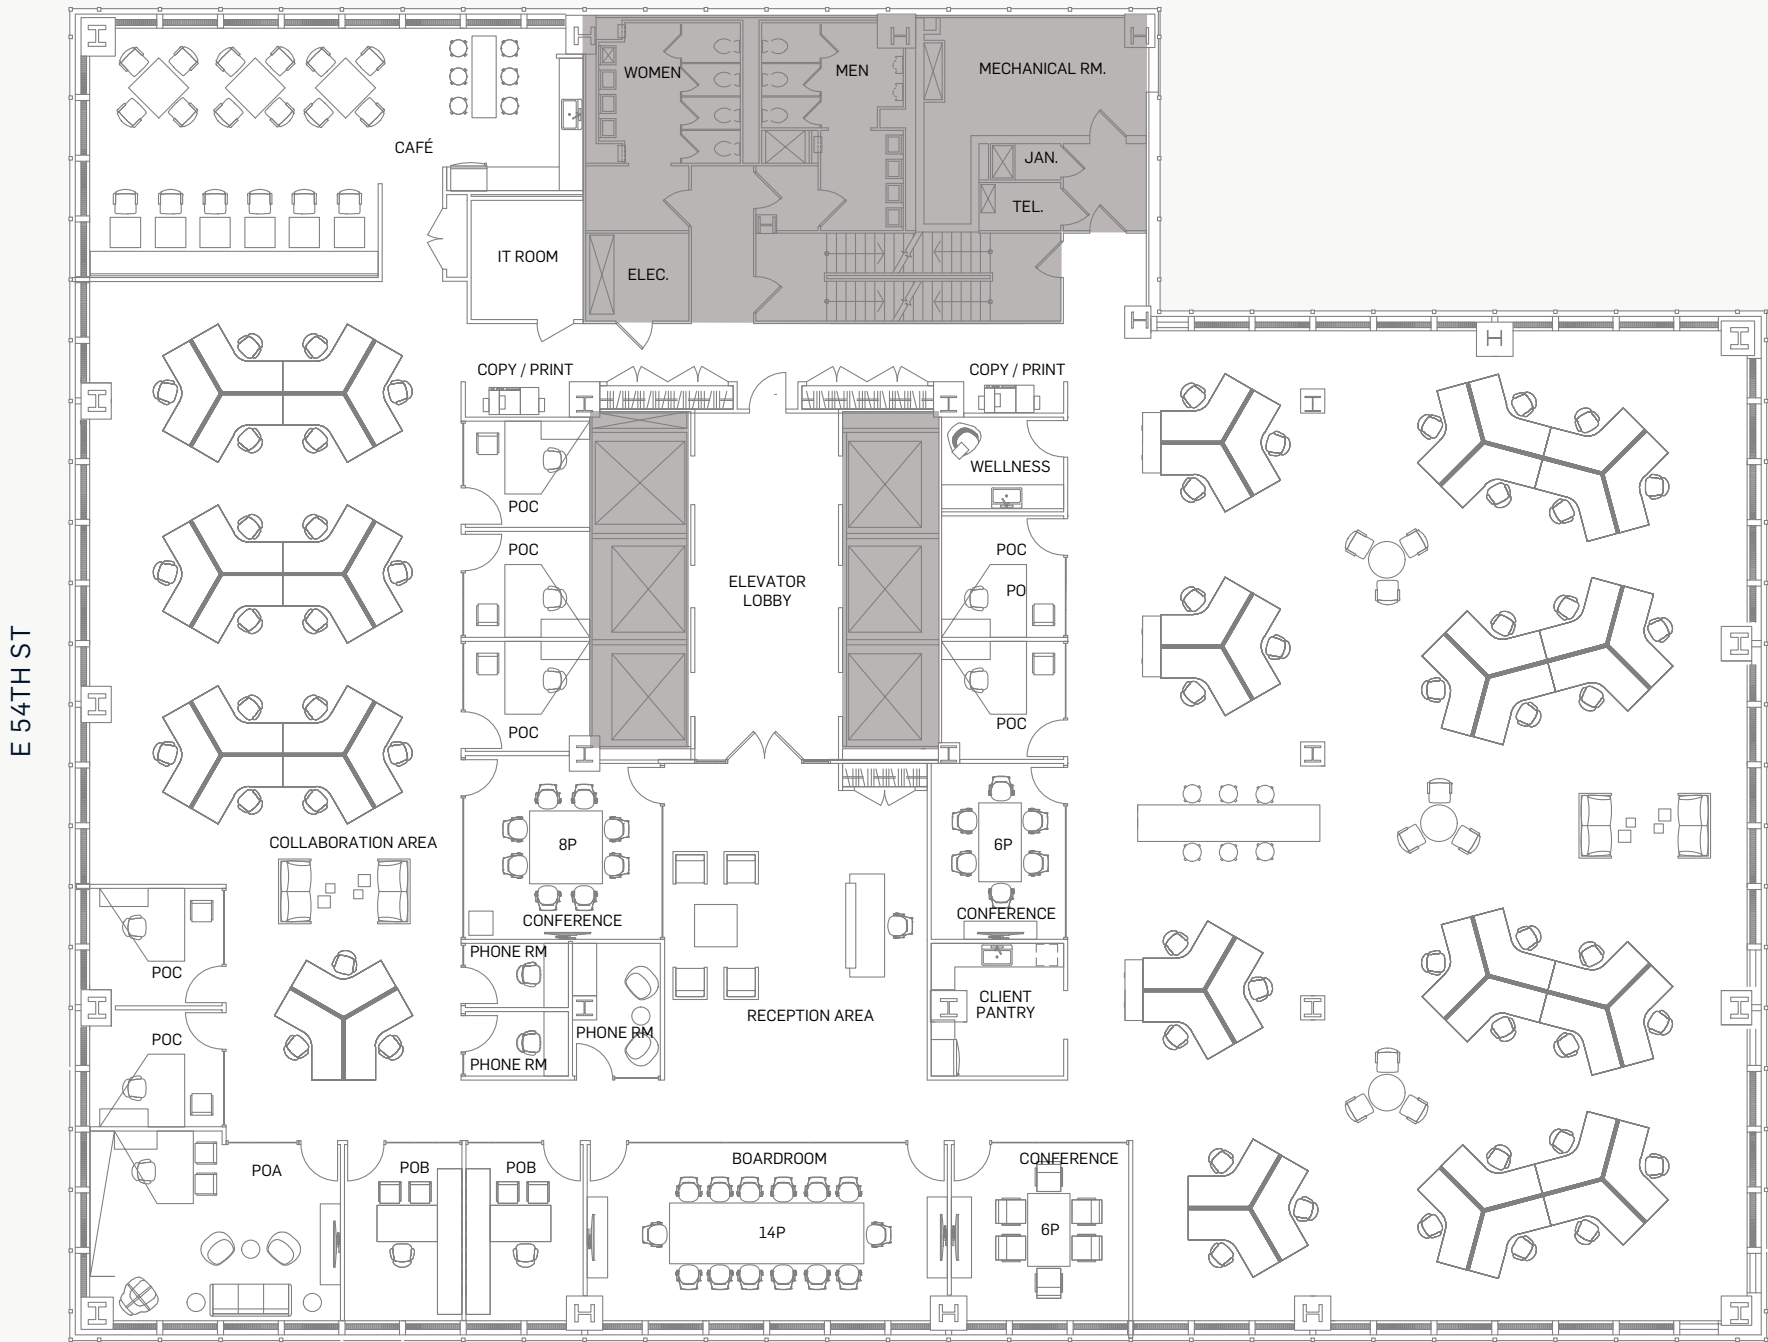 WOMEN
MEN
MECHANICAL RM.
CAFÉ
JAN.
TEL.
IT ROOM
ELEC.
COPY / PRINT
COPY / PRINT
WELLNESS
POC
POC
POC
ELEVATOR
LOBBY
PO
E 54TH ST
POC
POC
COLLABORATION AREA
8P
6P
CONFERENCE
CONFERENCE
PHONE RM
POC
CLIENT
PANTRY
RECEPTION AREA
PHONE RM
POC
PHONE RM
BOARDROOM
CONFERENCE
POA
POB
POB
14P
6P